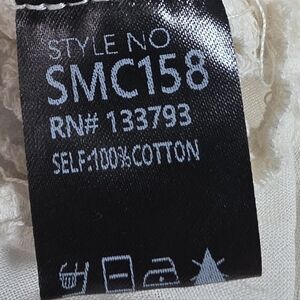 STYLE NO
SMC158
RN# 133793
SELF:100%COTTON